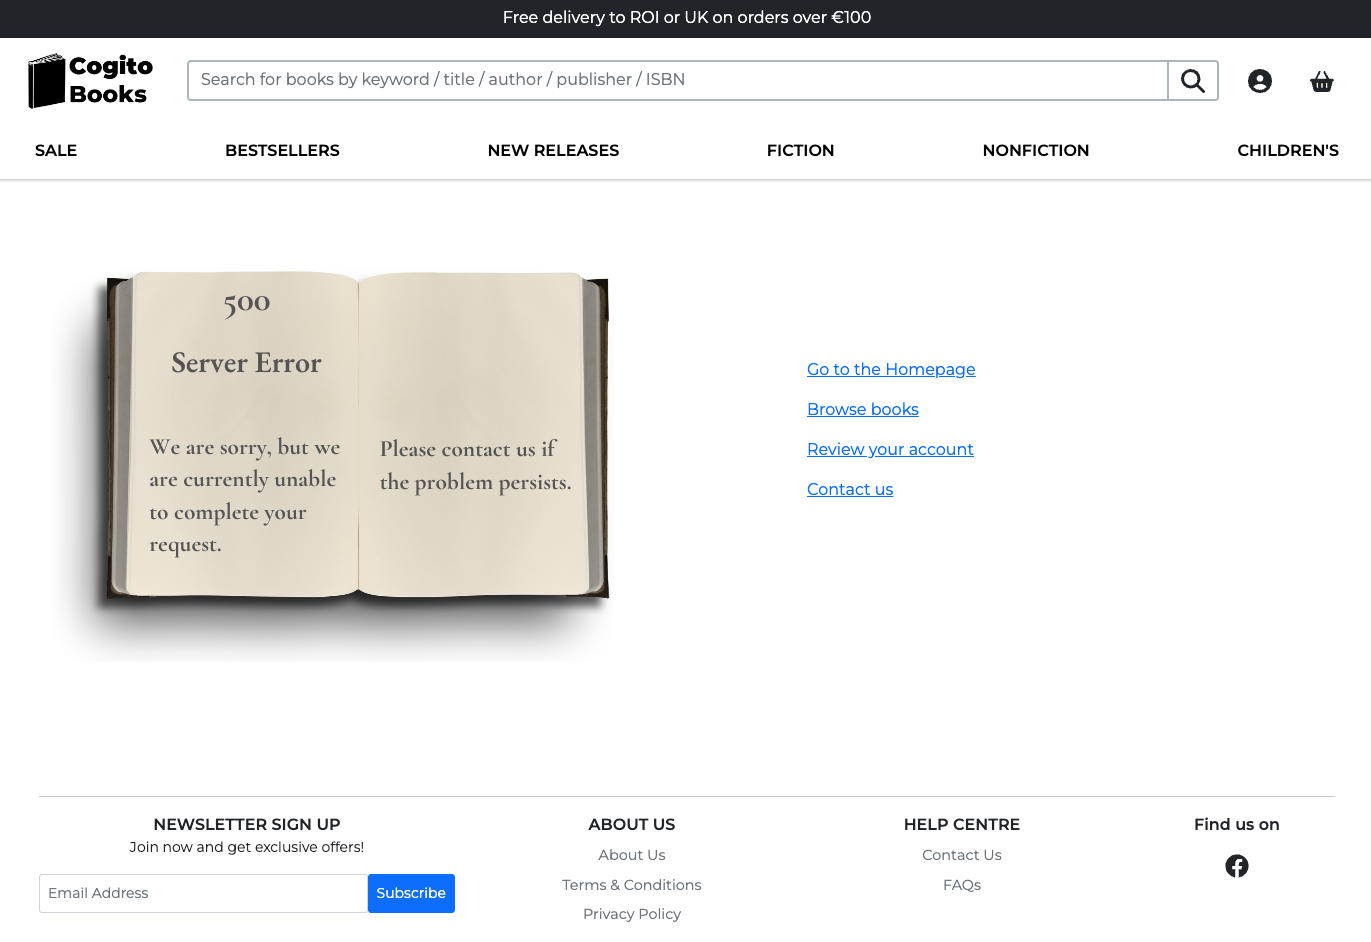 Free delivery to ROI or UK on orders over €100
Cogito
Books
Search for books by keyword / title / author / publisher / ISBN
SALE
BESTSELLERS
NEW RELEASES
FICTION
NONFICTION
CHILDREN'S
500
Server Error
We are sorry, but we
are currently unable
to complete your
request.
Please contact us if
the problem persists.
Go to the Homepage
Browse books
Review your account
Contact us
NEWSLETTER SIGN UP
Join now and get exclusive offers!
Email Address
Subscribe
ABOUT US
About Us
Terms & Conditions
Privacy Policy
HELP CENTRE
Contact Us
FAQs
Find us on